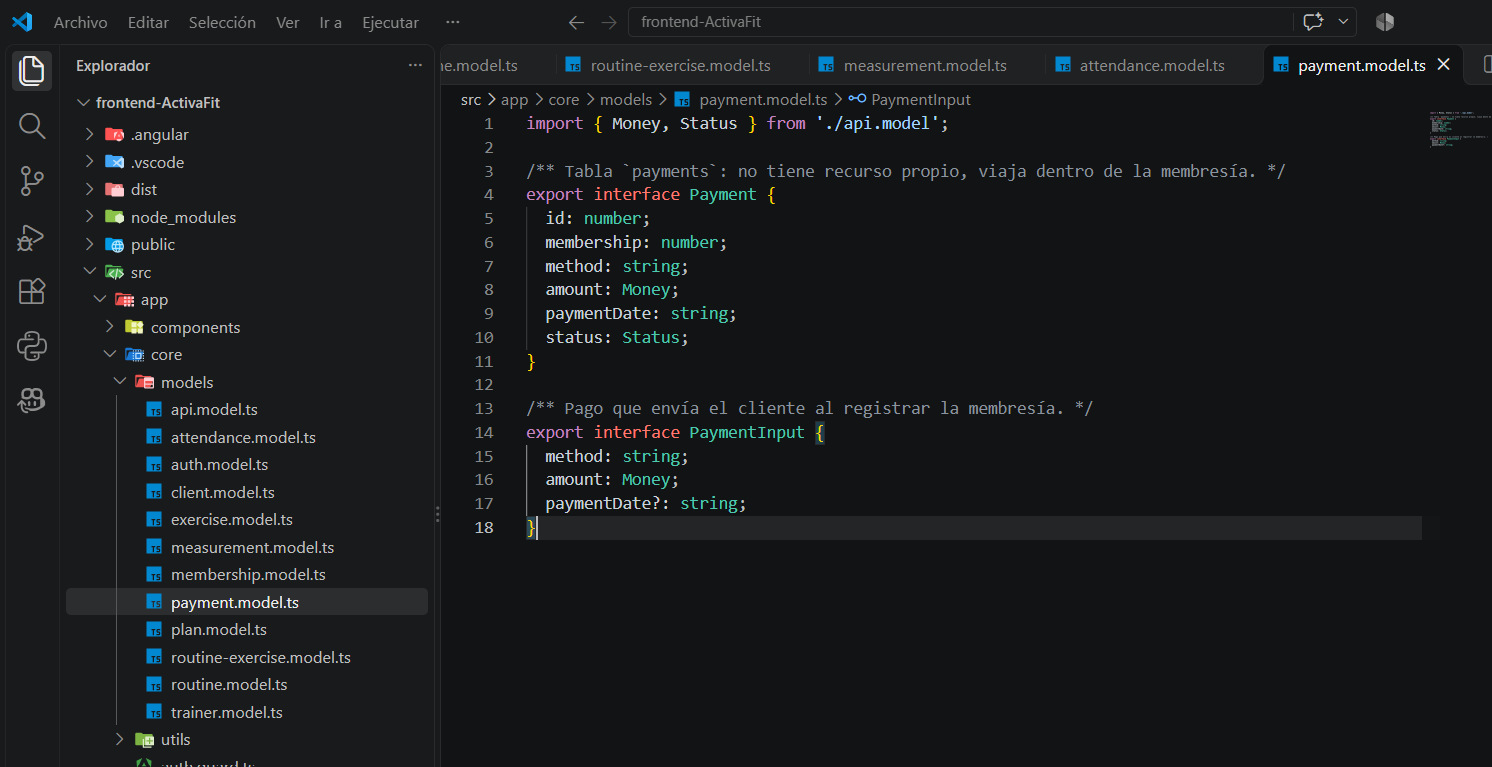 Archivo Editar Selección Ver Ir a Ejecutar ··· frontend-ActivaFit
Explorador ···
frontend-ActivaFit
.angular
.vscode
dist
node_modules
public
src
app
components
core
models
api.model.ts
attendance.model.ts
auth.model.ts
client.model.ts
exercise.model.ts
measurement.model.ts
membership.model.ts
payment.model.ts
plan.model.ts
routine-exercise.model.ts
routine.model.ts
trainer.model.ts
utils
auth.guard.ts
ne.model.ts routine-exercise.model.ts measurement.model.ts attendance.model.ts payment.model.ts
src > app > core > models > payment.model.ts > PaymentInput
1 import { Money, Status } from './api.model';
2
3 /** Tabla `payments`: no tiene recurso propio, viaja dentro de la membresía. */
4 export interface Payment {
5 id: number;
6 membership: number;
7 method: string;
8 amount: Money;
9 paymentDate: string;
10 status: Status;
11 }
12
13 /** Pago que envía el cliente al registrar la membresía. */
14 export interface PaymentInput {
15 method: string;
16 amount: Money;
17 paymentDate?: string;
18 }